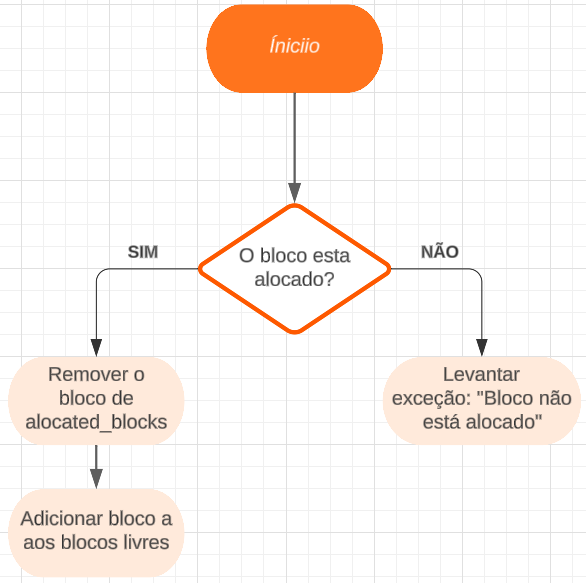 Íniciio
O bloco esta
alocado?
SIM
NÃO
Remover o
bloco de
alocated_blocks
Levantar
exceção: "Bloco não
está alocado"
Adicionar bloco a
aos blocos livres